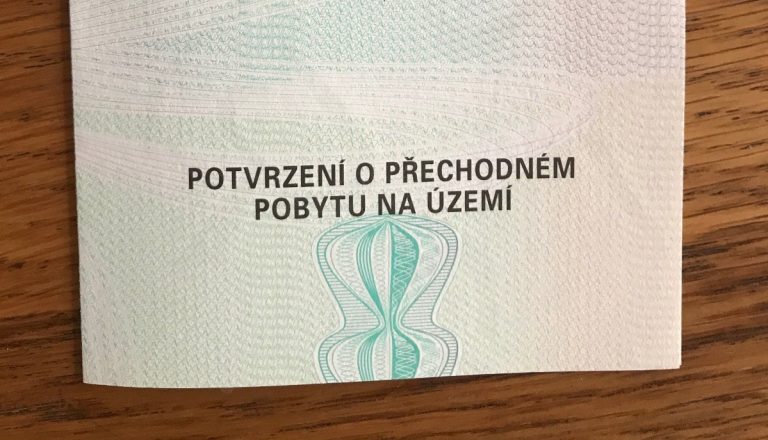 POTVRZENÍ O PŘECHODNÉM
POBYTU NA ÚZEMÍ